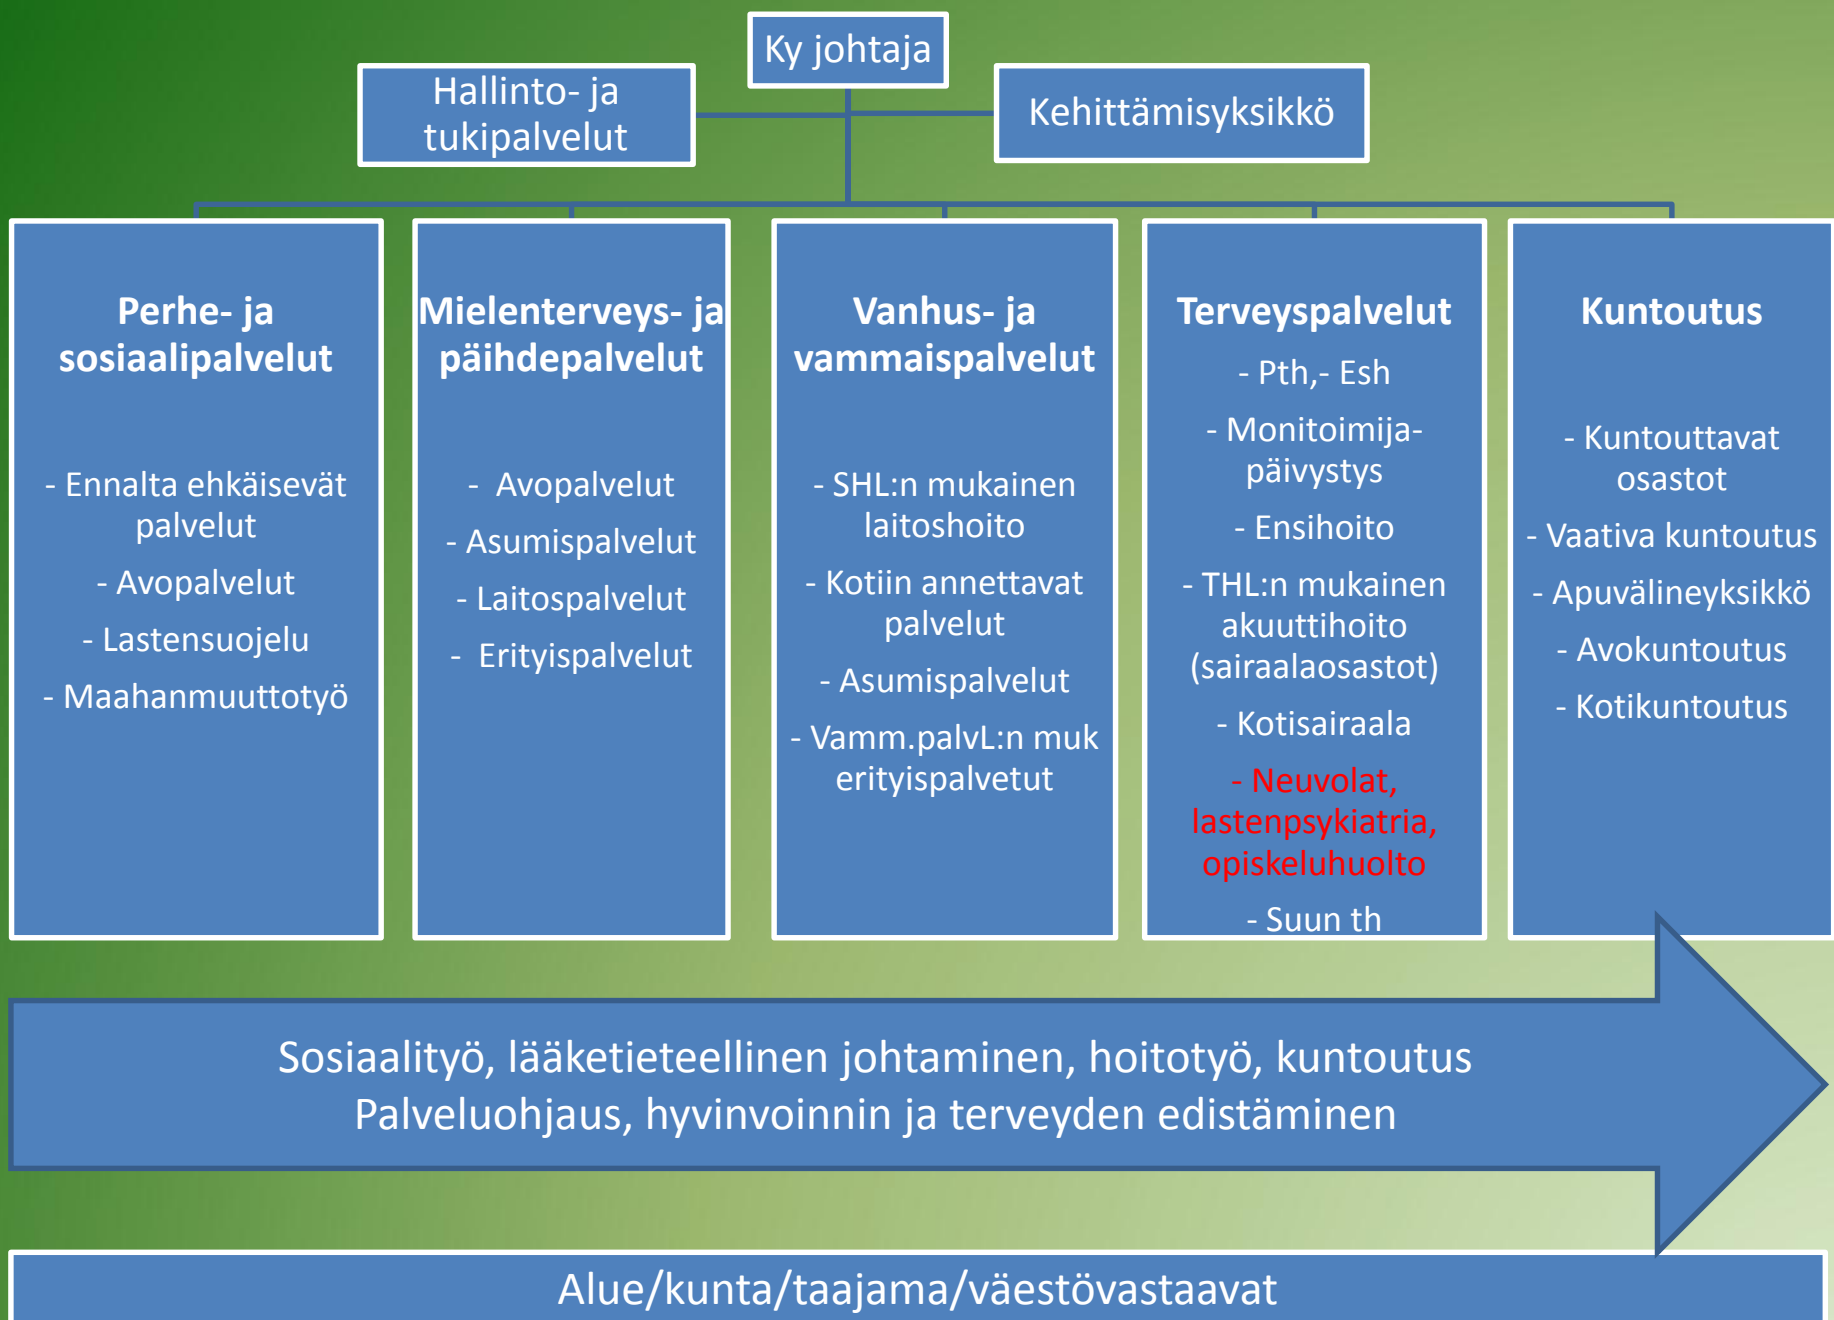 Ky johtaja
Hallinto- ja
tukipalvelut
Kehittämisyksikkö
Perhe- ja
sosiaalipalvelut
- Ennalta ehkäisevät
palvelut
- Avopalvelut
- Lastensuojelu
- Maahanmuuttotyö
Mielenterveys- ja
päihdepalvelut
- Avopalvelut
- Asumispalvelut
- Laitospalvelut
- Erityispalvelut
Vanhus- ja
vammaispalvelut
- SHL:n mukainen
laitoshoito
- Kotiin annettavat
palvelut
- Asumispalvelut
- Vamm.palvL:n muk
erityispalvetut
Terveyspalvelut
- Pth,- Esh
- Monitoimija-
päivystys
- Ensihoito
- THL:n mukainen
akuuttihoito
(sairaalaosastot)
- Kotisairaala
- Neuvolat,
lastenpsykiatria,
opiskeluhuolto
- Suun th
Kuntoutus
- Kuntouttavat
osastot
- Vaativa kuntoutus
- Apuvälineyksikkö
- Avokuntoutus
- Kotikuntoutus
Sosiaalityö, lääketieteellinen johtaminen, hoitotyö, kuntoutus
Palveluohjaus, hyvinvoinnin ja terveyden edistäminen
Alue/kunta/taajama/väestövastaavat